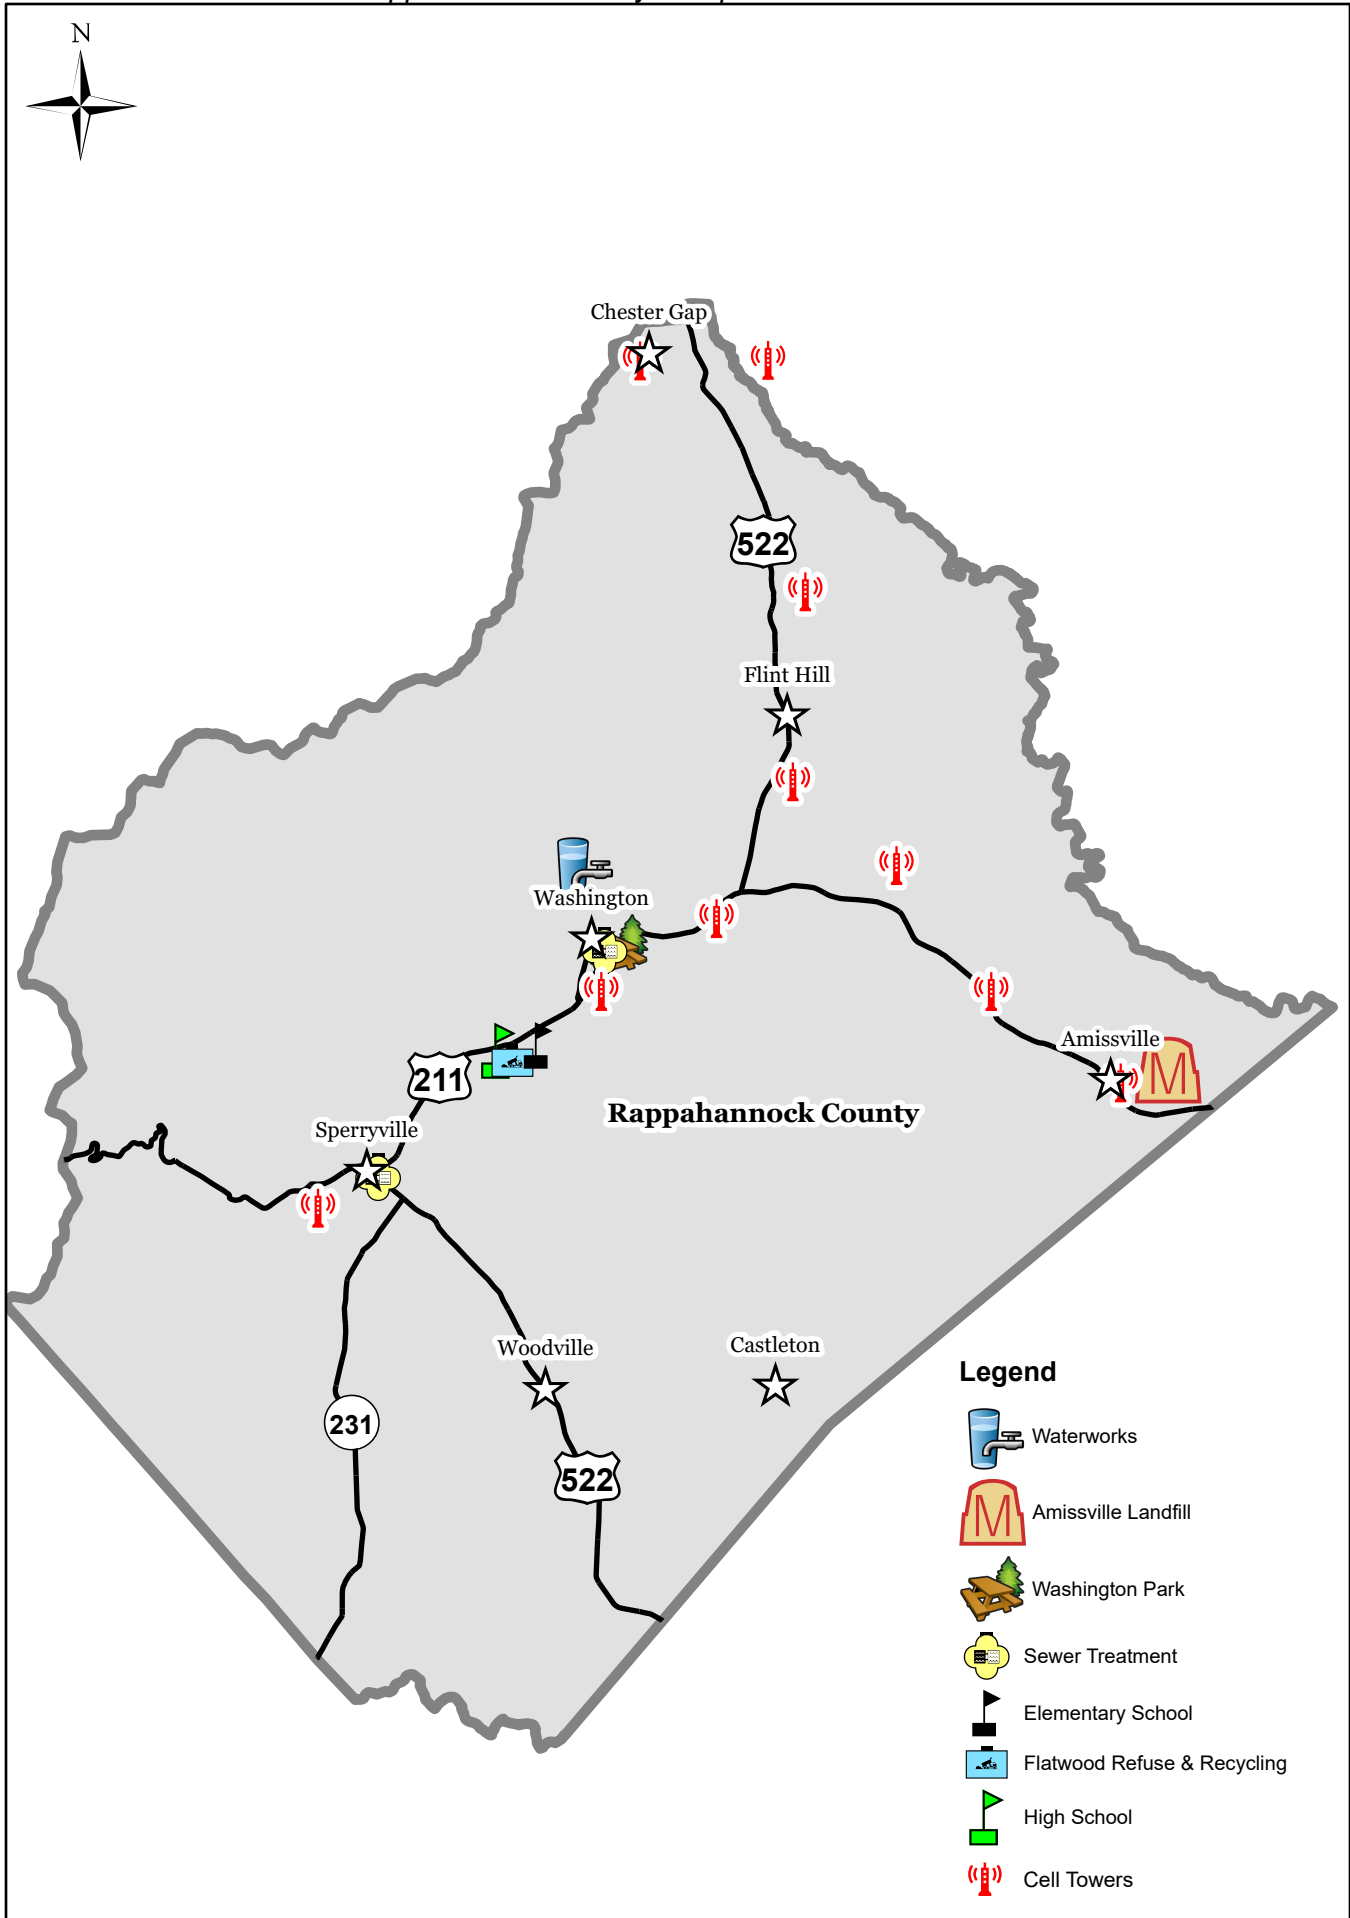 N
Chester Gap
522
Flint Hill
Washington
Amissville
M
211
Rappahannock County
Sperryville
Woodville
Castleton
231
522
Legend
Waterworks
M
Amissville Landfill
Washington Park
Sewer Treatment
Elementary School
Flatwood Refuse & Recycling
High School
Cell Towers